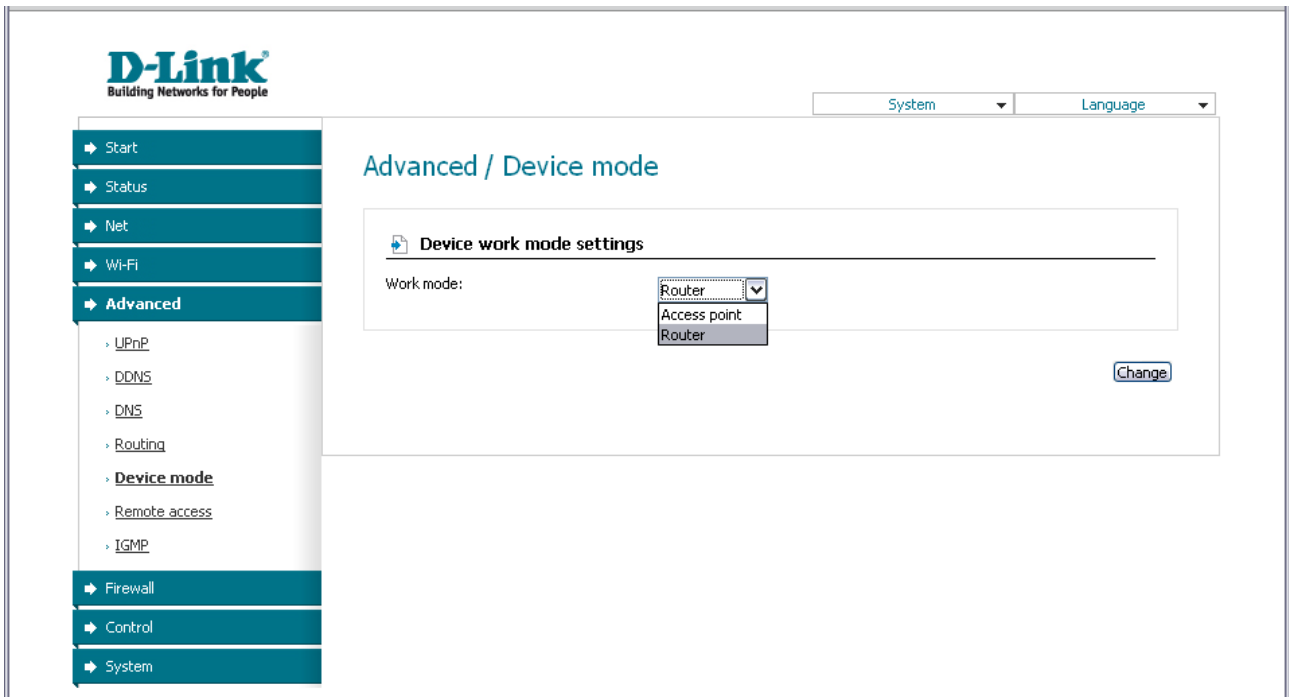 D-Link
Building Networks for People
System
Language
Start
Status
Net
Wi-Fi
Advanced
UPnP
DDNS
DNS
Routing
Device mode
Remote access
IGMP
Firewall
Control
System
Advanced / Device mode
Device work mode settings
Work mode:
Router
Access point
Router
Change